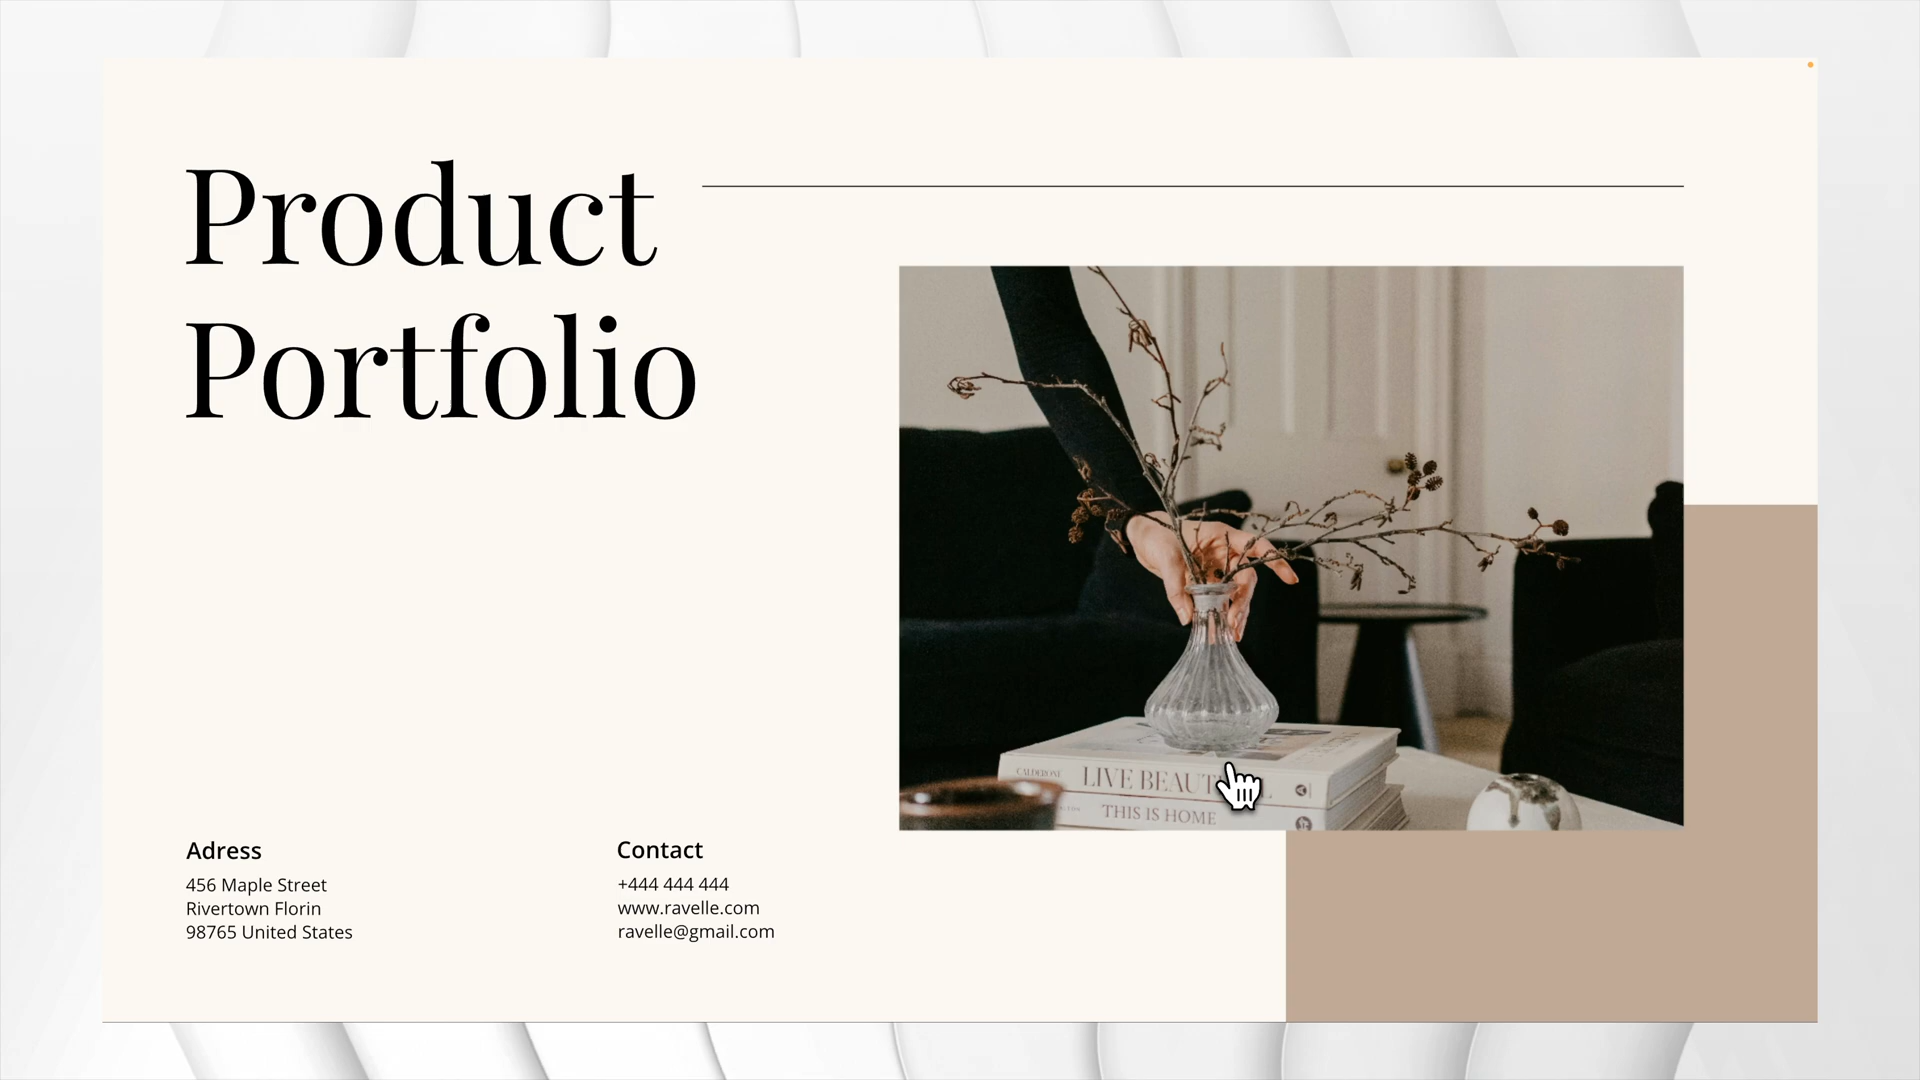 Product
Portfolio
CALDERONE
LIVE BEAUT
THIS IS HOME
Adress
456 Maple Street
Rivertown Florin
98765 United States
Contact
+444 444 444
www.ravelle.com
ravelle@gmail.com